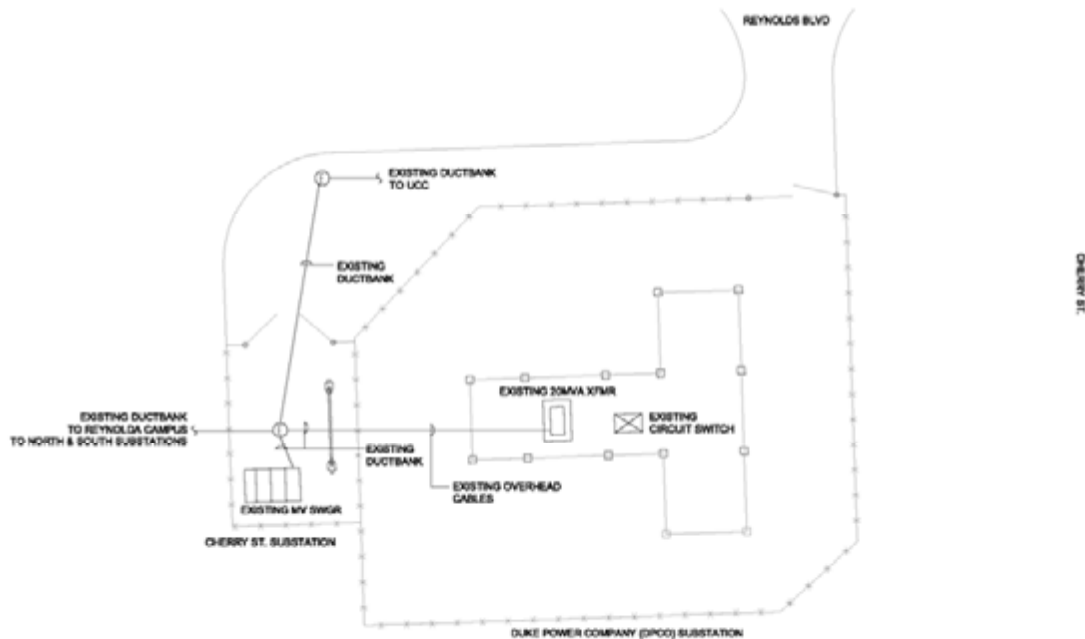 REYNOLDS BLVD
EXISTING DUCTBANK
TO UCC
CHERRY ST.
EXISTING
DUCTBANK
EXISTING 20MVA XFMR
EXISTING
CIRCUIT SWITCH
EXISTING DUCTBANK
TO REYNOLDA CAMPUS
TO NORTH & SOUTH SUBSTATIONS
EXISTING
DUCTBANK
EXISTING OVERHEAD
CABLES
EXISTING MV SWGR
CHERRY ST. SUBSTATION
DUKE POWER COMPANY (DPCO) SUBSTATION